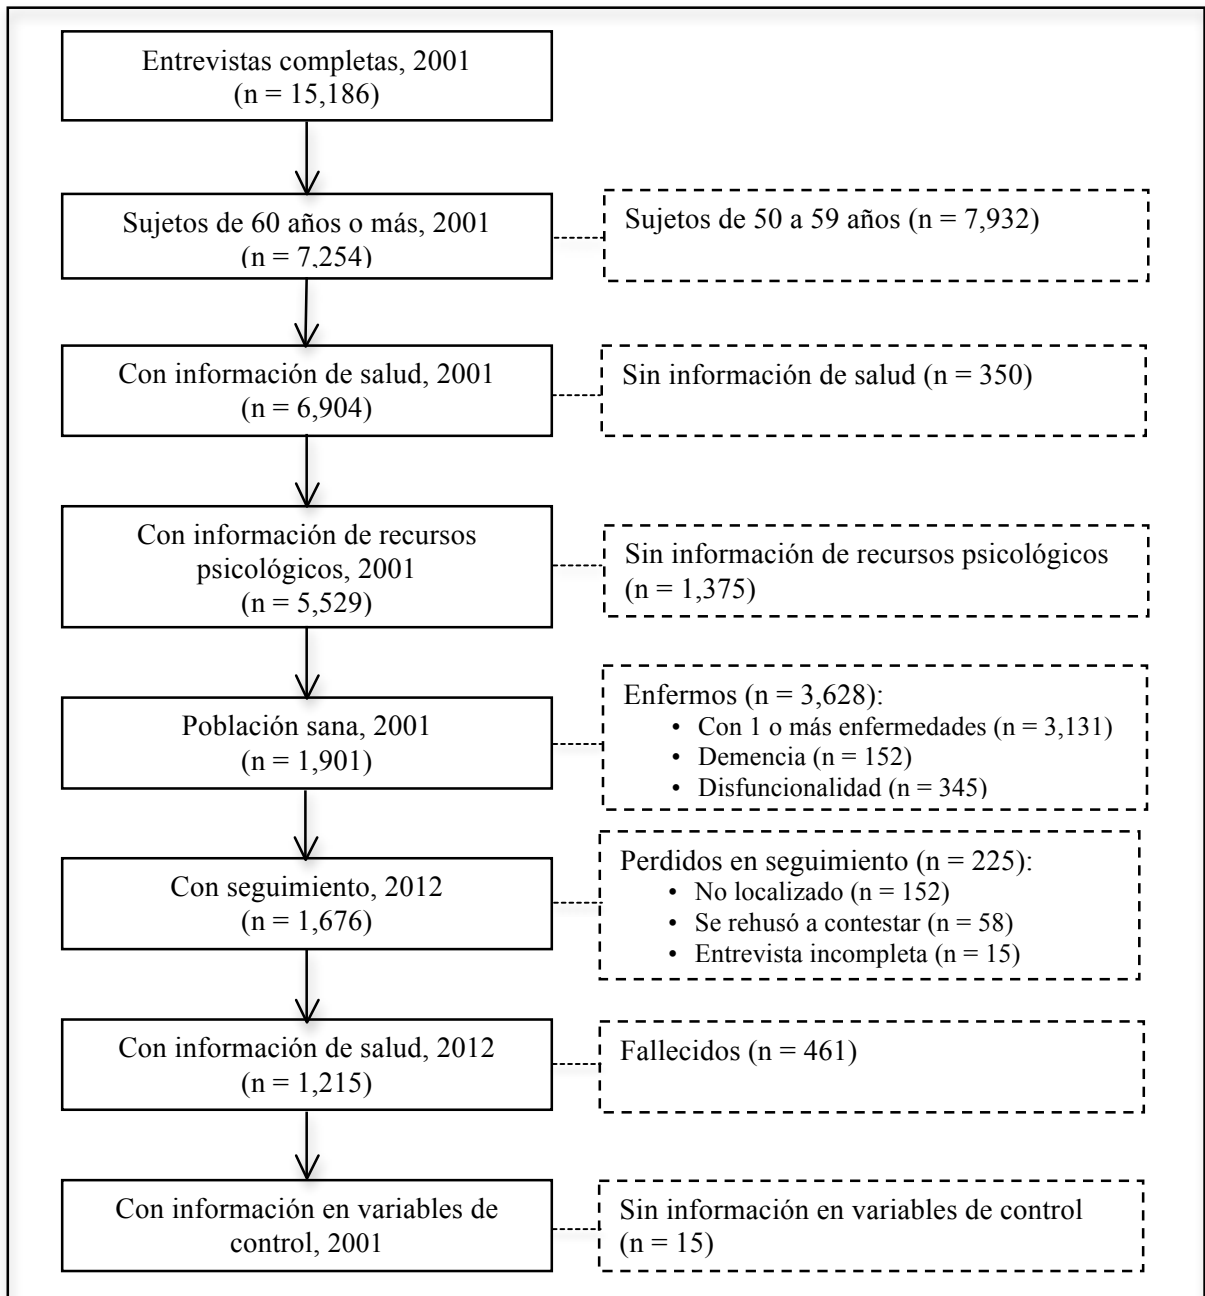 Entrevistas completas, 2001
(n = 15,186)
Sujetos de 60 años o más, 2001
(n = 7,254)
Sujetos de 50 a 59 años (n = 7,932)
Con información de salud, 2001
(n = 6,904)
Sin información de salud (n = 350)
Con información de recursos
psicológicos, 2001
(n = 5,529)
Sin información de recursos psicológicos
(n = 1,375)
Población sana, 2001
(n = 1,901)
Enfermos (n = 3,628):
• Con 1 o más enfermedades (n = 3,131)
• Demencia (n = 152)
• Disfuncionalidad (n = 345)
Con seguimiento, 2012
(n = 1,676)
Perdidos en seguimiento (n = 225):
• No localizado (n = 152)
• Se rehusó a contestar (n = 58)
• Entrevista incompleta (n = 15)
Con información de salud, 2012
(n = 1,215)
Fallecidos (n = 461)
Con información en variables de
control, 2001
Sin información en variables de control
(n = 15)